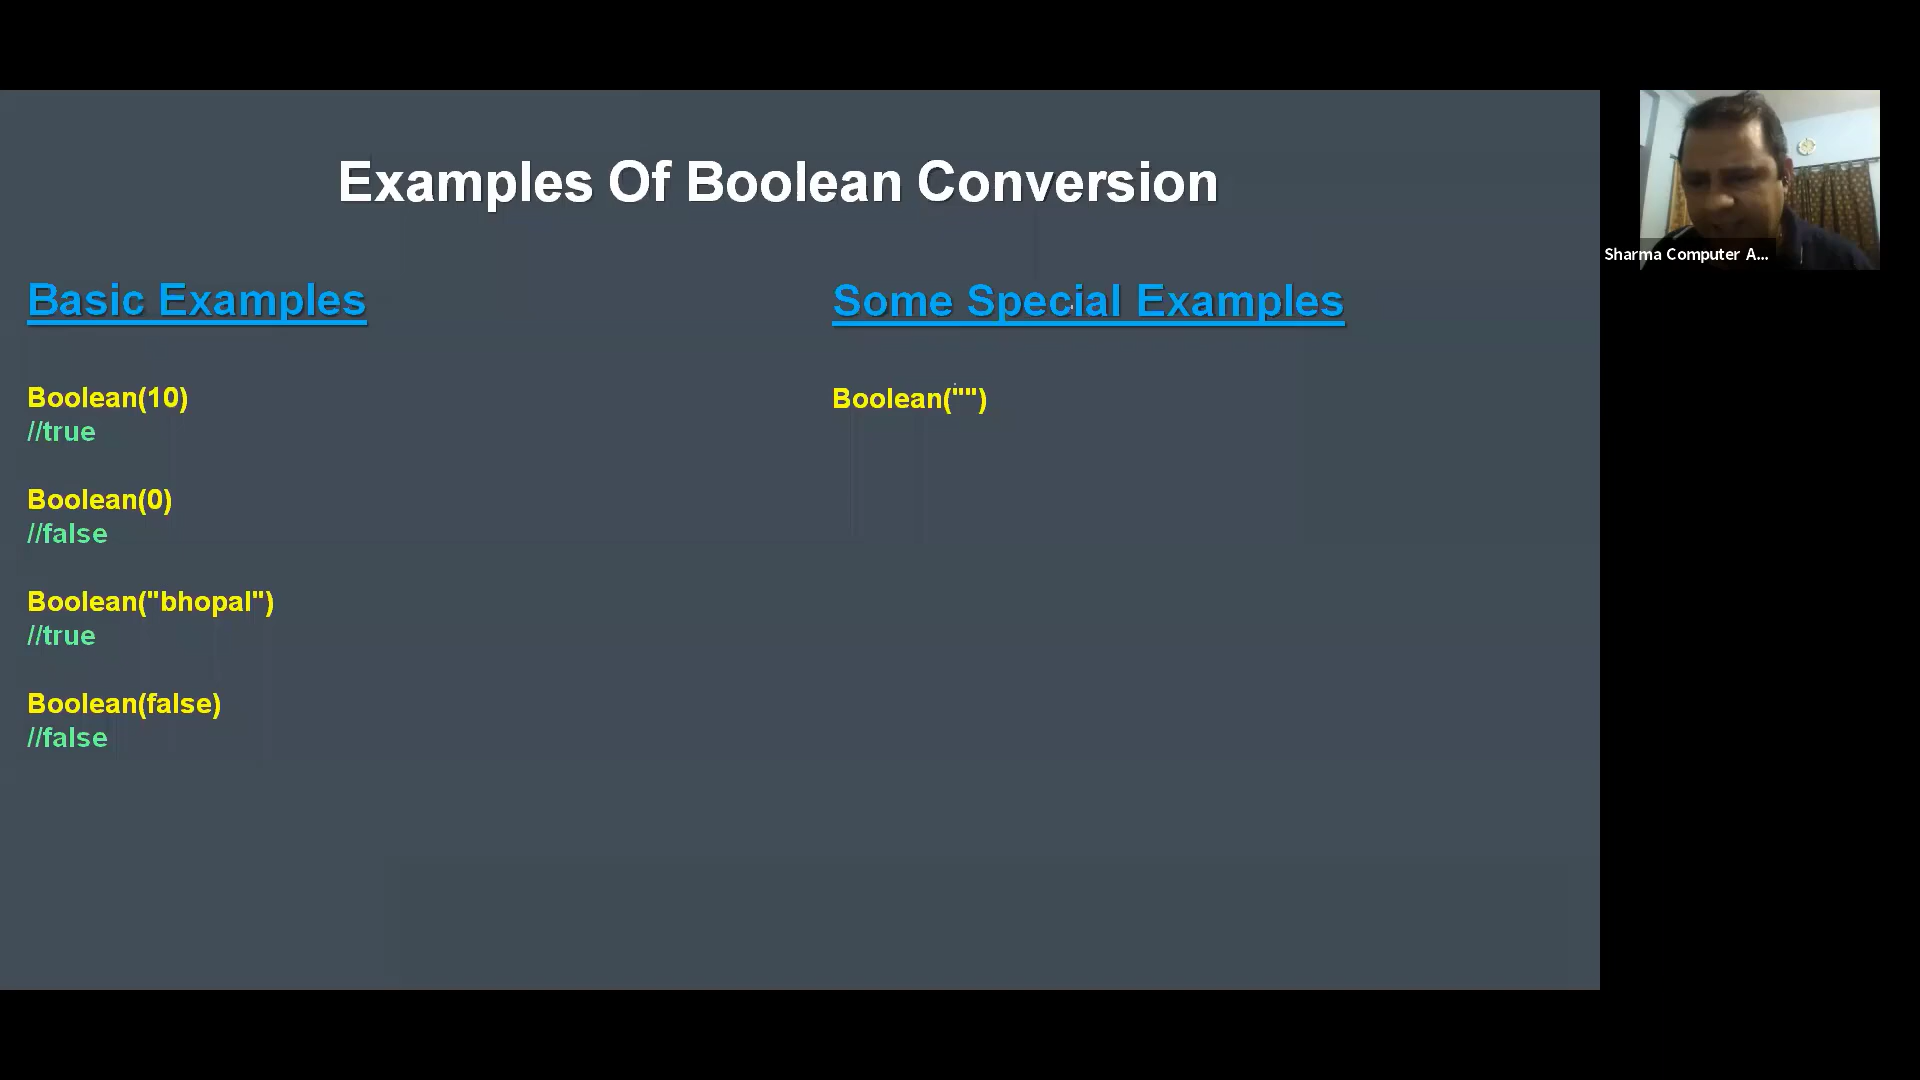 Examples Of Boolean Conversion
Basic Examples
Boolean(10)
//true
Boolean(0)
//false
Boolean("bhopal")
//true
Boolean(false)
//false
Some Special Examples
Boolean("")
Sharma Computer A...